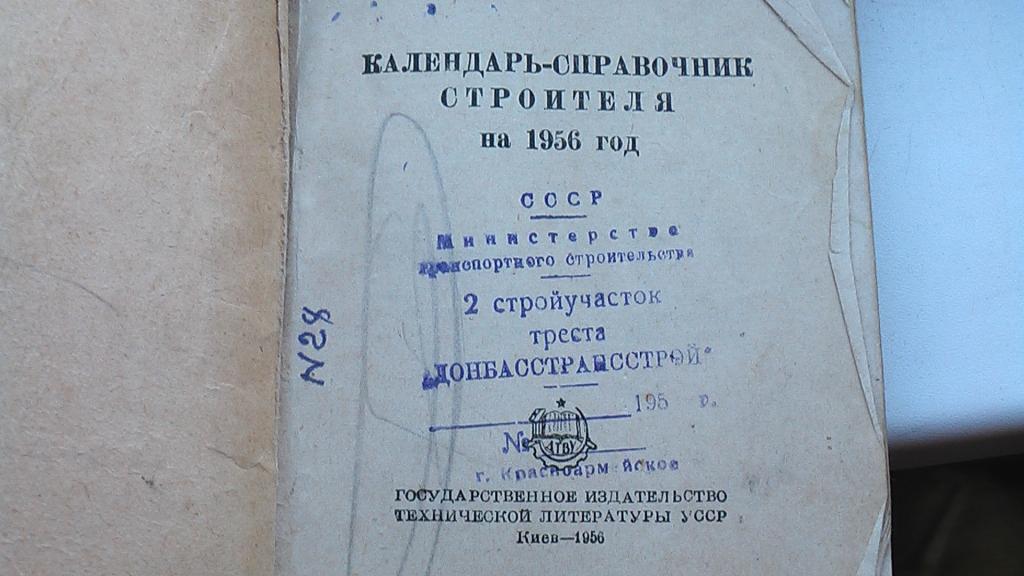 КАЛЕНДАРЬ-СПРАВОЧНИК
СТРОИТЕЛЯ
на 1956 год
СССР
Министерство
транспортного строительства
2 стройучасток
треста
„ДОНБАССТРАНССТРОЙ"
195 г.
№
г. Красноармейское
N28
ГОСУДАРСТВЕННОЕ ИЗДАТЕЛЬСТВО
ТЕХНИЧЕСКОЙ ЛИТЕРАТУРЫ УССР
Киев—1956